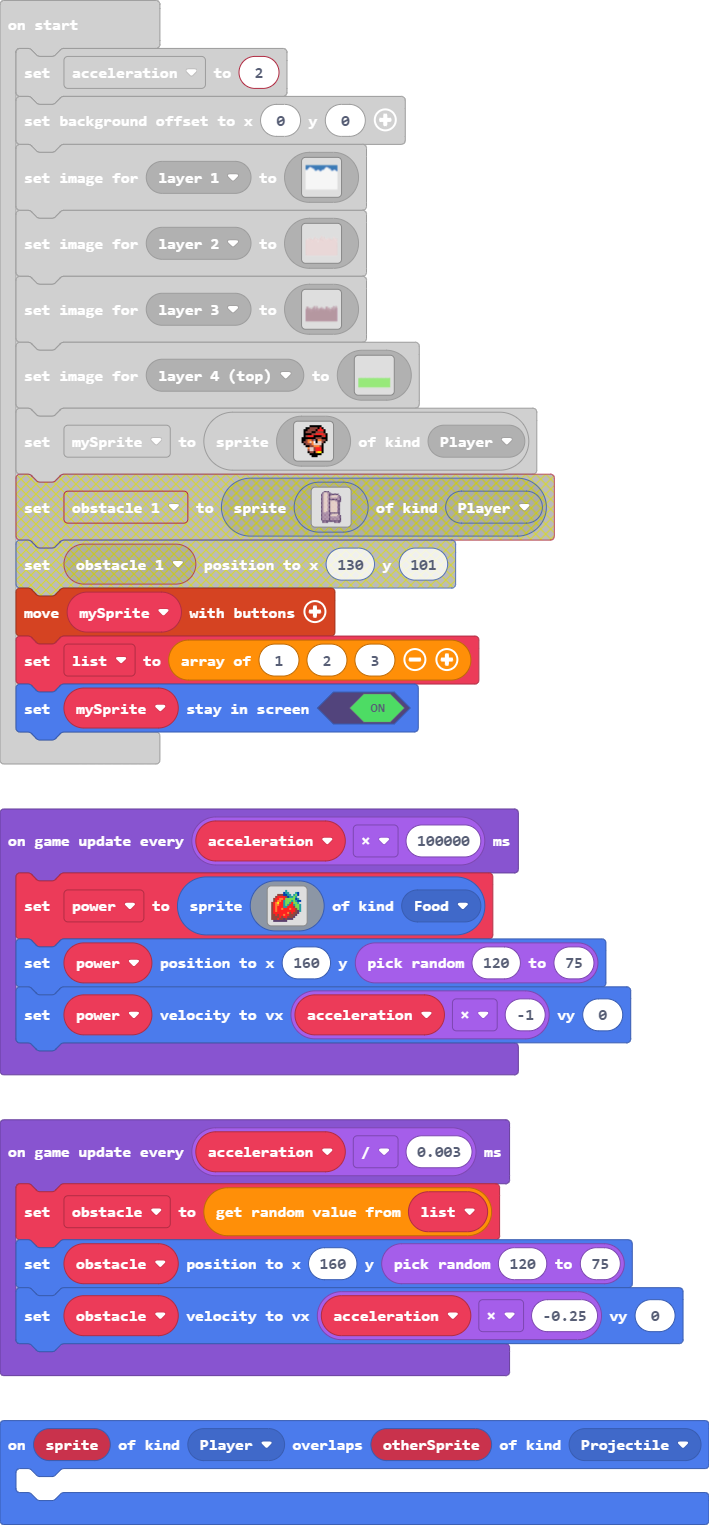 on start
set acceleration to 2
set background offset to x 0 y 0
set image for layer 1 to
set image for layer 2 to
set image for layer 3 to
set image for layer 4 (top) to
set mySprite to sprite of kind Player
set obstacle 1 to sprite of kind Player
set obstacle 1 position to x 130 y 101
move mySprite with buttons
set list to array of 1 2 3
set mySprite stay in screen ON
on game update every acceleration × 100000 ms
set power to sprite of kind Food
set power position to x 160 y pick random 120 to 75
set power velocity to vx acceleration × -1 vy 0
on game update every acceleration / 0.003 ms
set obstacle to get random value from list
set obstacle position to x 160 y pick random 120 to 75
set obstacle velocity to vx acceleration × -0.25 vy 0
on sprite of kind Player overlaps otherSprite of kind Projectile